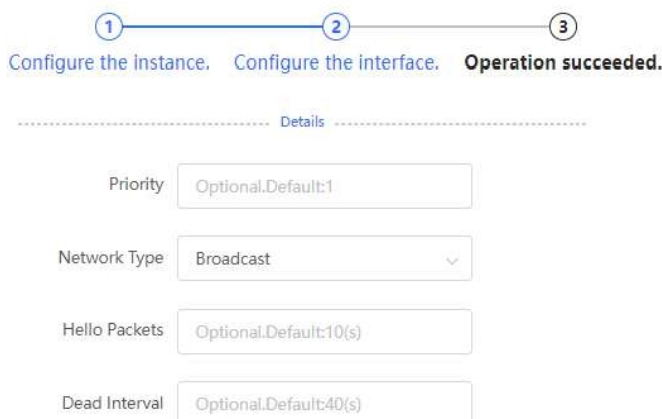 1 2 3
Configure the instance. Configure the interface. Operation succeeded.
Details
Priority Optional.Default:1
Network Type Broadcast
Hello Packets Optional.Default:10(s)
Dead Interval Optional.Default:40(s)